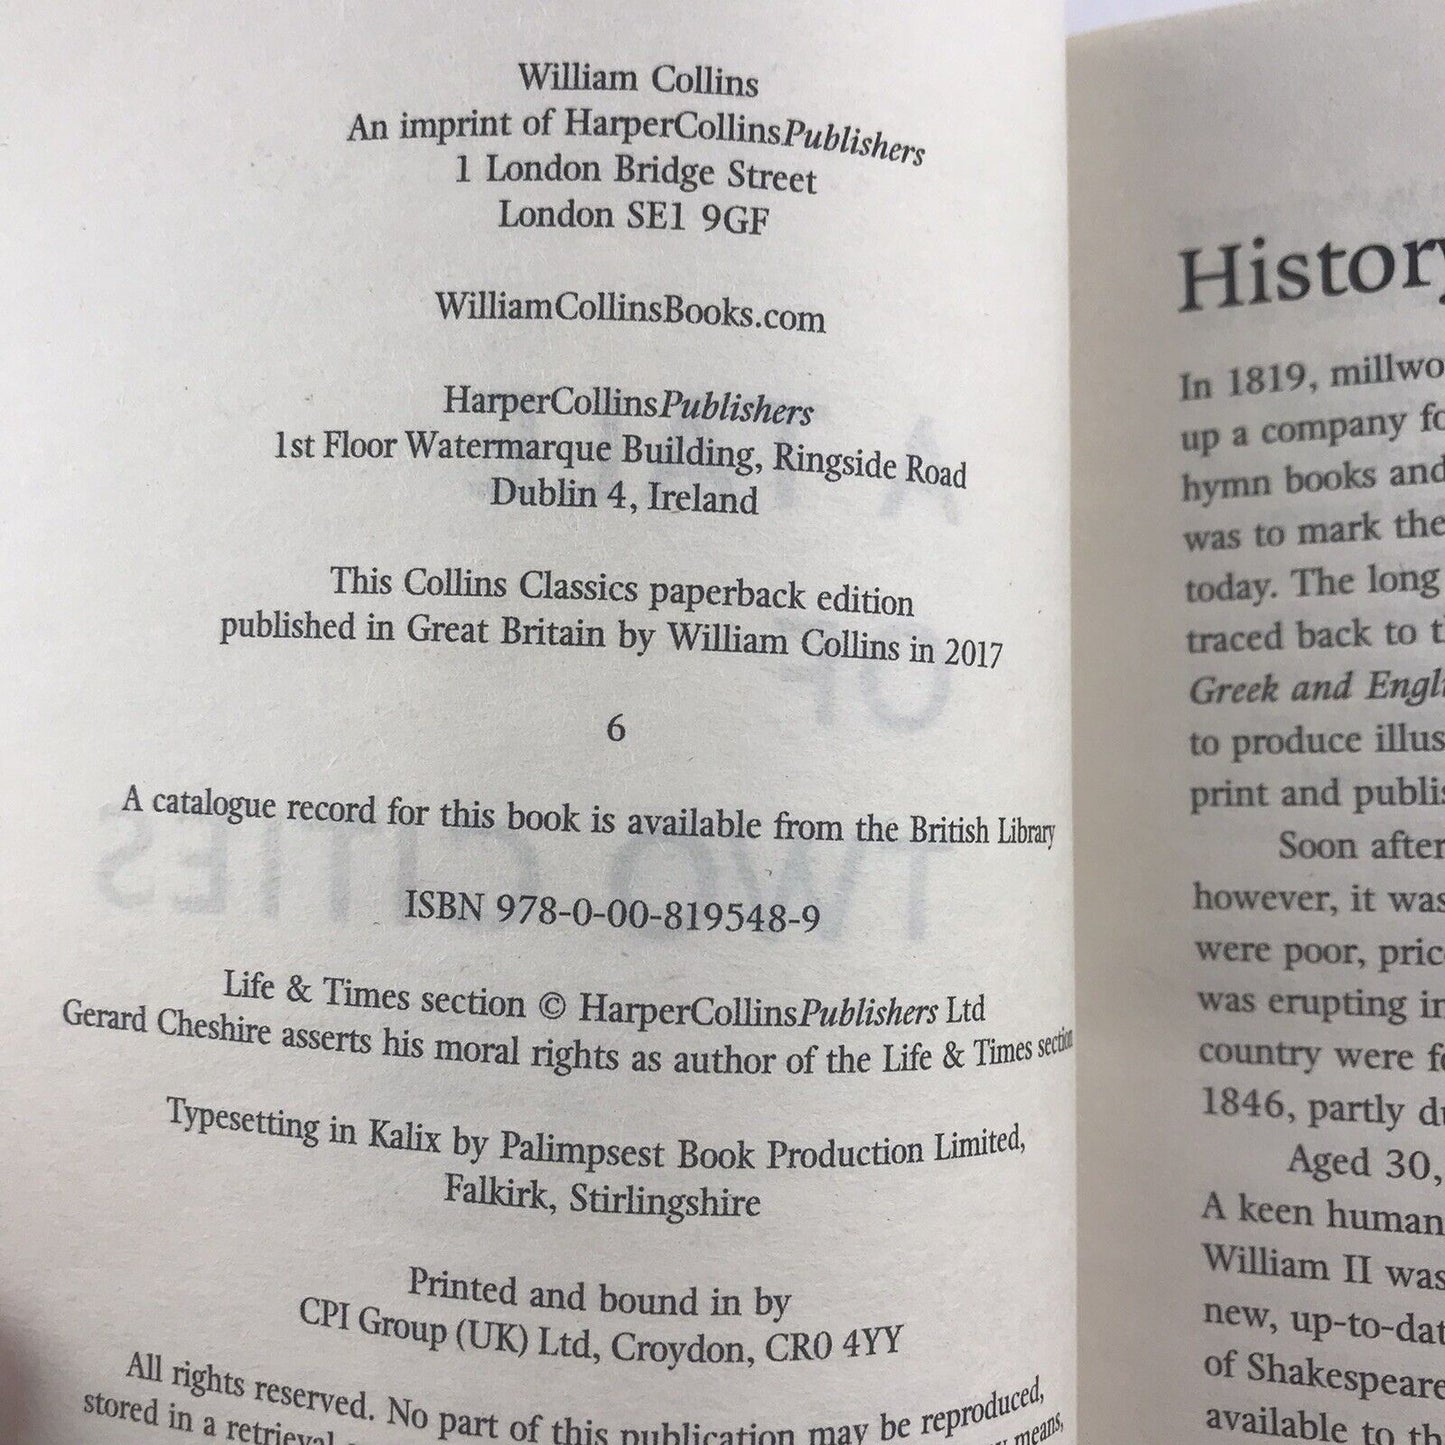 William Collins
An imprint of HarperCollinsPublishers
1 London Bridge Street
London SE1 9GF
WilliamCollinsBooks.com
HarperCollinsPublishers
1st Floor Watermarque Building, Ringside Road
Dublin 4, Ireland
This Collins Classics paperback edition
published in Great Britain by William Collins in 2017
6
A catalogue record for this book is available from the British Library
ISBN 978-0-00-819548-9
Life & Times section © HarperCollinsPublishers Ltd
Gerard Cheshire asserts his moral rights as author of the Life & Times section
Typesetting in Kalix by Palimpsest Book Production Limited,
Falkirk, Stirlingshire
Printed and bound in by
CPI Group (UK) Ltd, Croydon, CR0 4YY
All rights reserved. No part of this publication may be reproduced,
stored in a retrieval means,
History
In 1819, millwo
up a company fo
hymn books and
was to mark the
today. The long
traced back to t
Greek and Engli
to produce illus
print and publis
Soon after
however, it was
were poor, pric
was erupting in
country were fo
1846, partly du
Aged 30,
A keen human
William II was
new, up-to-dat
of Shakespeare
available to th